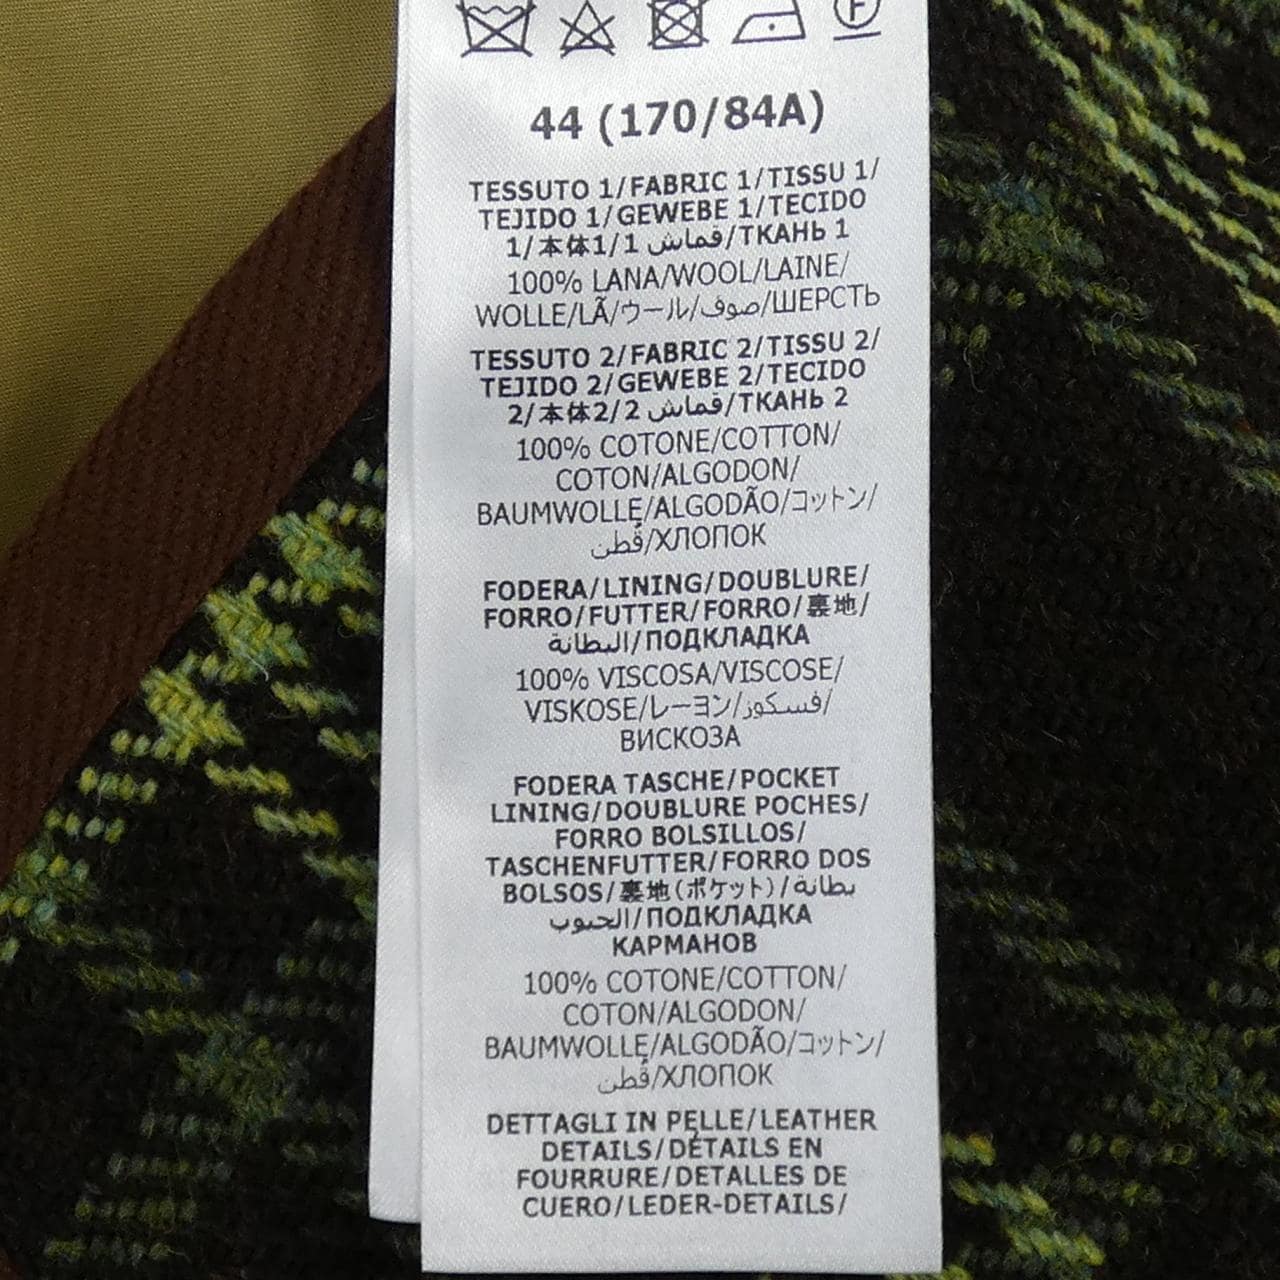 F
44 (170/84A)
TESSUTO 1/FABRIC 1/TISSU 1/
TEJIDO 1/GEWEBE 1/TECIDO
1/本体1/1 قماش/ТКАНЬ 1
100% LANA/WOOL/LAINE/
WOLLE/LÃ/ウール/صوف/ШЕРСТЬ
TESSUTO 2/FABRIC 2/TISSU 2/
TEJIDO 2/GEWEBE 2/TECIDO
2/本体2/2 قماش/ТКАНЬ 2
100% COTONE/COTTON/
COTON/ALGODON/
BAUMWOLLE/ALGODÃO/コットン/
قُطن/ХЛОПОК
FODERA/LINING/DOUBLURE/
FORRO/FUTTER/FORRO/裏地/
البطانة/ПОДКЛАДКА
100% VISCOSA/VISCOSE/
VISKOSE/レーヨン/فسكوز/
ВИСКОЗА
FODERA TASCHE/POCKET
LINING/DOUBLURE POCHES/
FORRO BOLSILLOS/
TASCHENFUTTER/FORRO DOS
BOLSOS/裏地(ポケット)/بطانة
الجيوب/ПОДКЛАДКА
КАРМАНОВ
100% COTONE/COTTON/
COTON/ALGODON/
BAUMWOLLE/ALGODÃO/コットン/
قُطن/ХЛОПОК
DETTAGLI IN PELLE/LEATHER
DETAILS/DÉTAILS EN
FOURRURE/DETALLES DE
CUERO/LEDER-DETAILS/